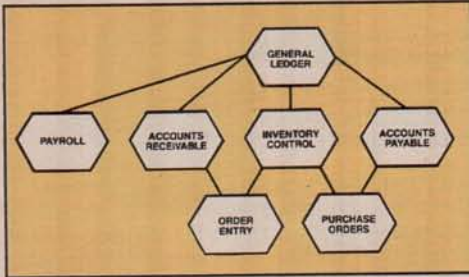 GENERAL
LEDGER
PAYROLL
ACCOUNTS
RECEIVABLE
INVENTORY
CONTROL
ACCOUNTS
PAYABLE
ORDER
ENTRY
PURCHASE
ORDERS